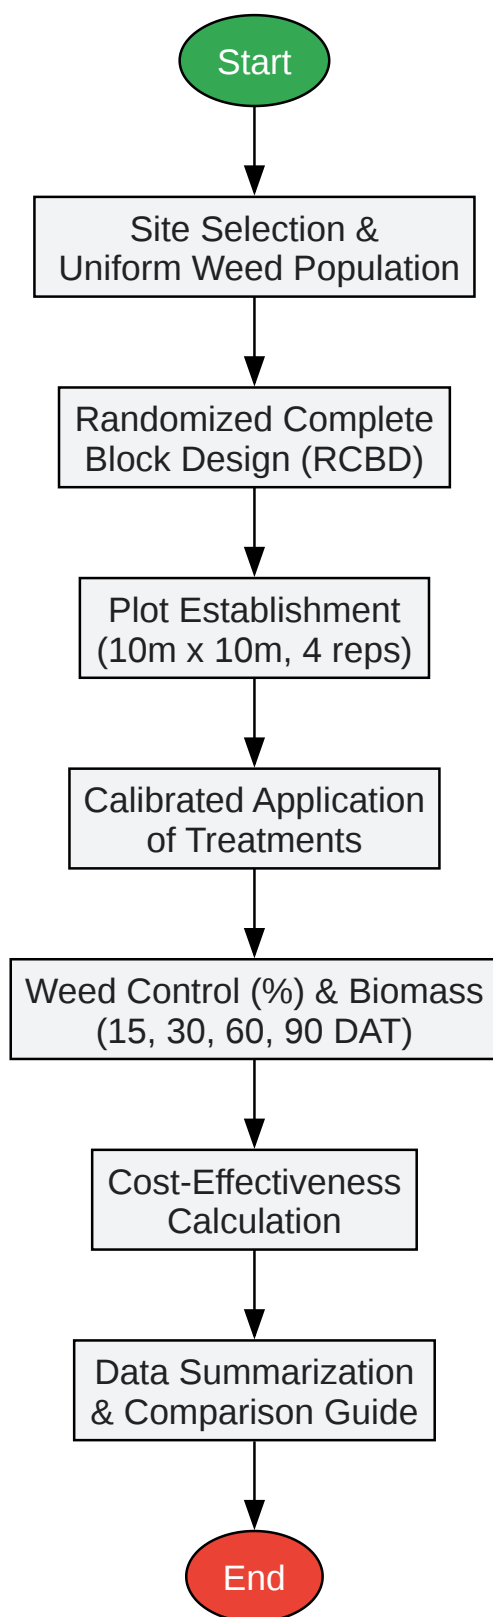 Start
Site Selection &
Uniform Weed Population
Randomized Complete
Block Design (RCBD)
Plot Establishment
(10m x 10m, 4 reps)
Calibrated Application
of Treatments
Weed Control (%) & Biomass
(15, 30, 60, 90 DAT)
Cost-Effectiveness
Calculation
Data Summarization
& Comparison Guide
End